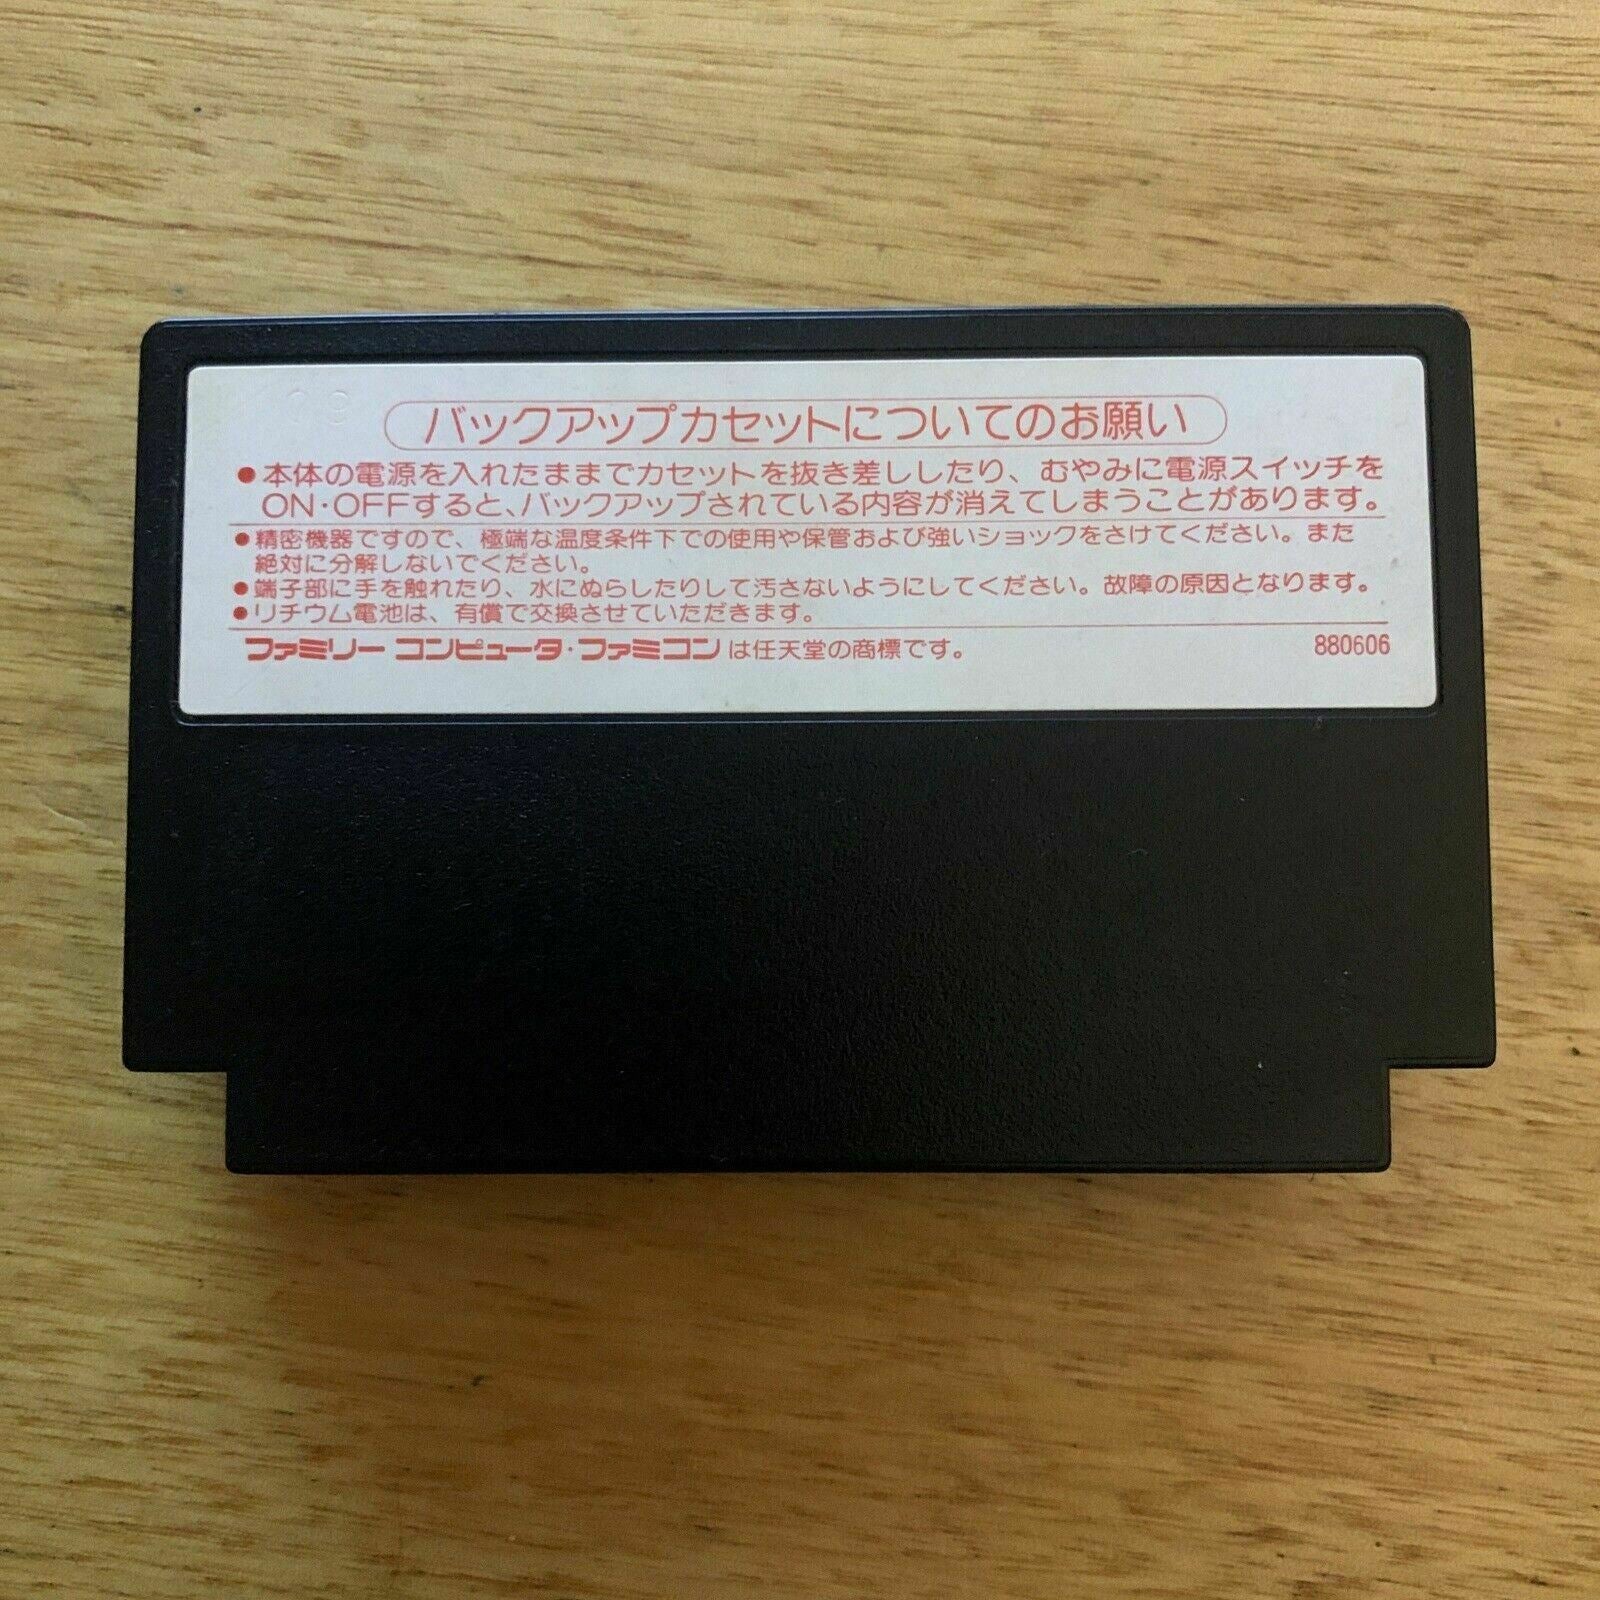 バックアップカセットについてのお願い
●本体の電源を入れたままでカセットを抜き差ししたり、むやみに電源スイッチを
ON・OFFすると、バックアップされている内容が消えてしまうことがあります。
●精密機器ですので、極端な温度条件下での使用や保管および強いショックをさけてください。また
絶対に分解しないでください。
●端子部に手を触れたり、水にぬらしたりして汚さないようにしてください。故障の原因となります。
●リチウム電池は、有償で交換させていただきます。
ファミリーコンピュータ・ファミコンは任天堂の商標です。 880606